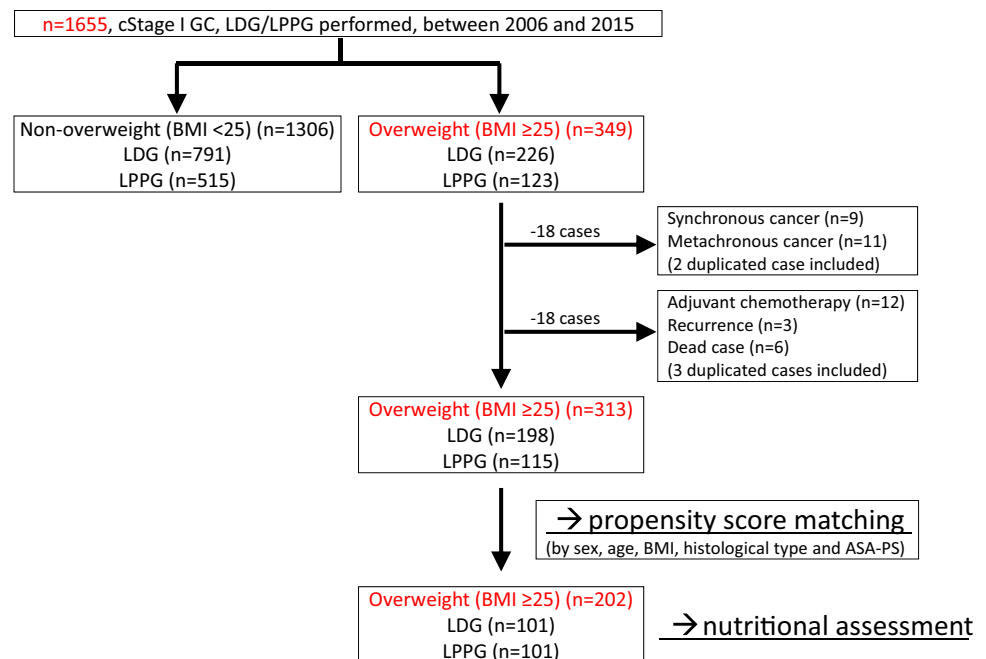 n=1655, cStage I GC, LDG/LPPG performed, between 2006 and 2015
Non-overweight (BMI <25) (n=1306)
LDG (n=791)
LPPG (n=515)
Overweight (BMI ≥25) (n=349)
LDG (n=226)
LPPG (n=123)
-18 cases
Synchronous cancer (n=9)
Metachronous cancer (n=11)
(2 duplicated case included)
-18 cases
Adjuvant chemotherapy (n=12)
Recurrence (n=3)
Dead case (n=6)
(3 duplicated cases included)
Overweight (BMI ≥25) (n=313)
LDG (n=198)
LPPG (n=115)
→ propensity score matching
(by sex, age, BMI, histological type and ASA-PS)
Overweight (BMI ≥25) (n=202)
LDG (n=101)
LPPG (n=101)
→ nutritional assessment